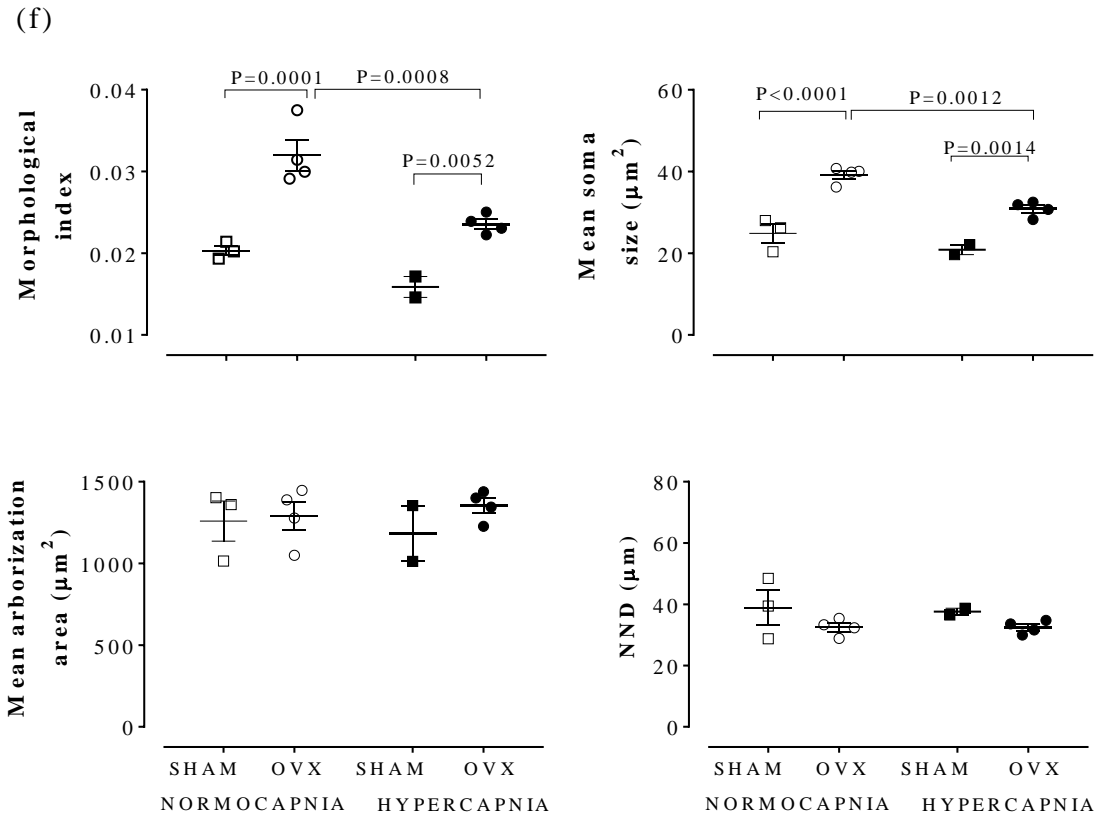 (f)
Morphological
index
0.04
0.03
0.02
0.01
P=0.0001
P=0.0008
P=0.0052
Mean soma
size (μm²)
60
40
20
0
P<0.0001
P=0.0012
P=0.0014
Mean arborization
area (μm²)
1500
1000
500
0
SHAM OVX SHAM OVX
NORMOCAPNIA HYPERCAPNIA
NND (μm)
80
60
40
20
0
SHAM OVX SHAM OVX
NORMOCAPNIA HYPERCAPNIA